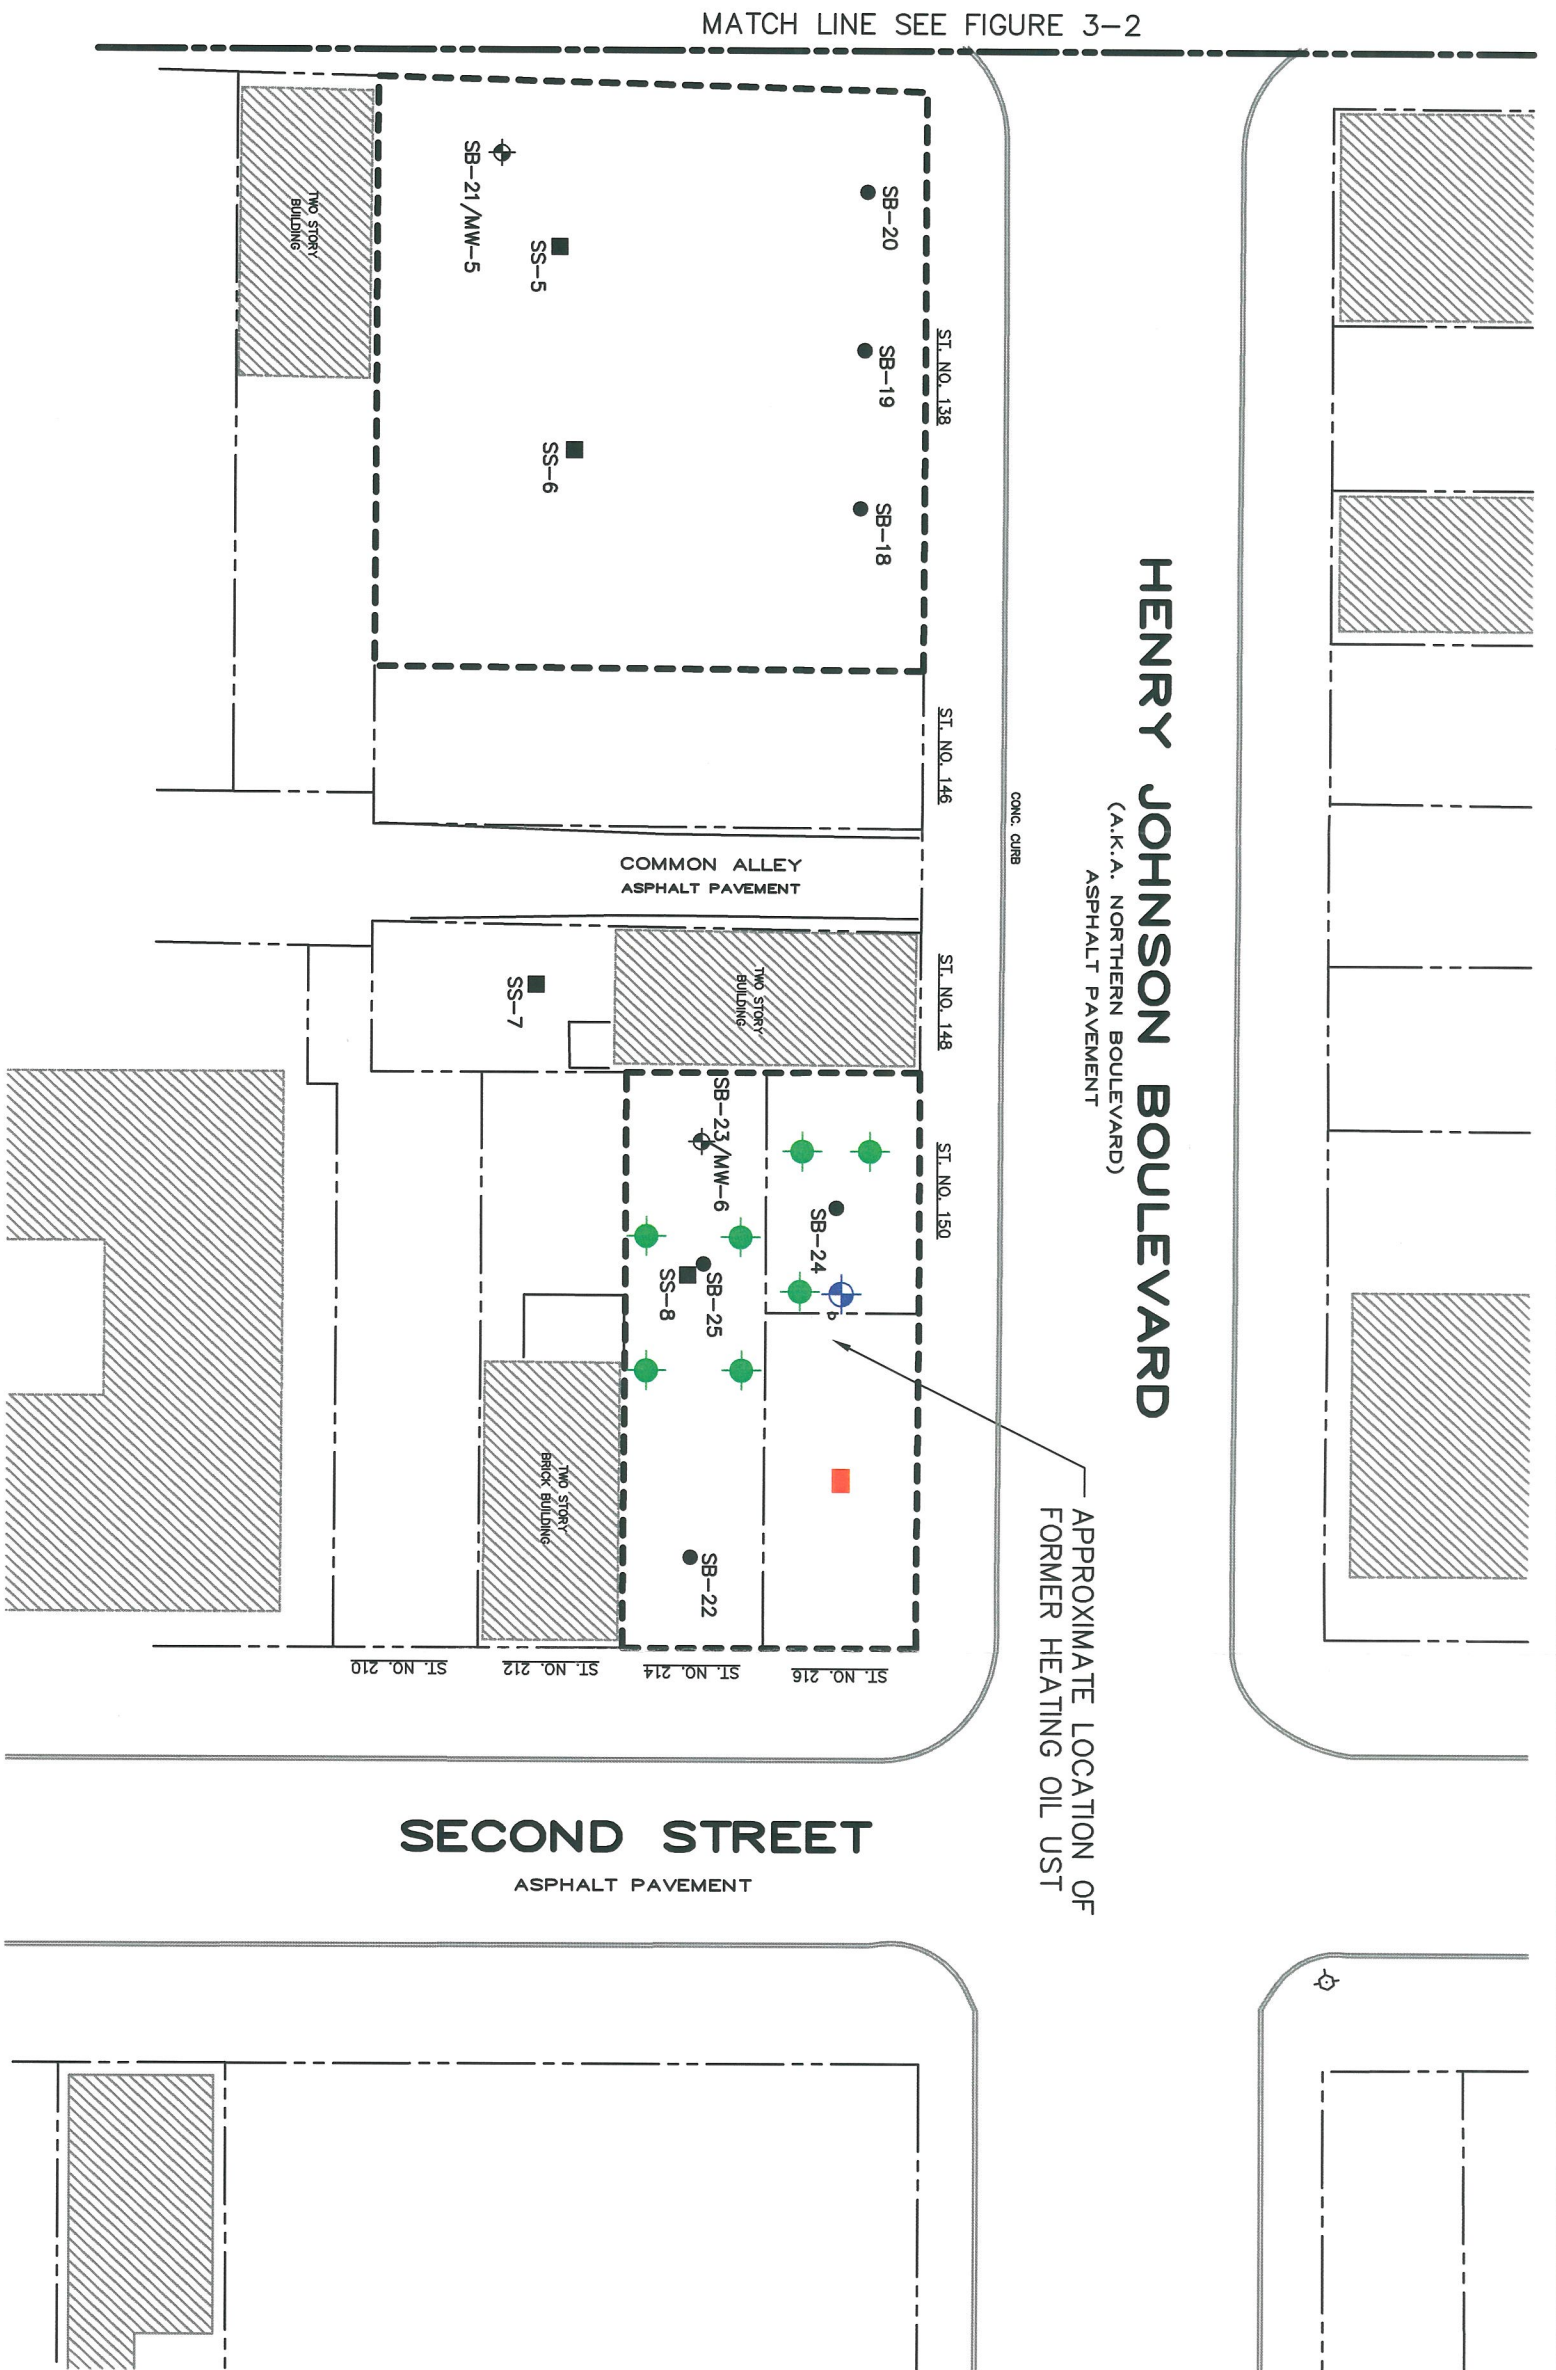 MATCH LINE SEE FIGURE 3-2
SB-20
SB-21/MW-5
SS-5
TWO STORY
BUILDING
SB-19
ST. NO. 138
SS-6
SB-18
HENRY JOHNSON BOULEVARD
(A.K.A. NORTHERN BOULEVARD)
ASPHALT PAVEMENT
ST. NO. 146
CONC. CURB
COMMON ALLEY
ASPHALT PAVEMENT
TWO STORY
BUILDING
ST. NO. 148
SS-7
SB-23/MW-6
ST. NO. 150
SB-24
SB-25
SS-8
TWO STORY
BRICK BUILDING
SB-22
APPROXIMATE LOCATION OF
FORMER HEATING OIL UST
ST. NO. 210
ST. NO. 212
ST. NO. 214
ST. NO. 216
SECOND STREET
ASPHALT PAVEMENT